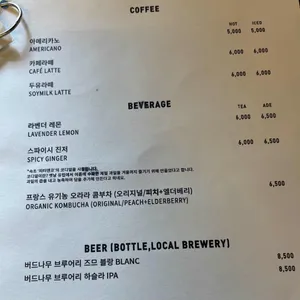 COFFEE
HOT ICED
아메리카노 5,000 5,000
AMERICANO
카페라떼 6,000 6,000
CAFÉ LATTE
두유라떼 6,000 6,000
SOYMILK LATTE
BEVERAGE
TEA ADE
라벤더 레몬 6,000 6,500
LAVENDER LEMON
스파이시 진저 6,000 6,500
SPICY GINGER
프랑스 유기농 오라라 콤부차 (오리지널/피치+엘더베리) 6,500
ORGANIC KOMBUCHA (ORIGINAL/PEACH+ELDERBERRY)
BEER (BOTTLE,LOCAL BREWERY)
버드나무 브루어리 즈므 블랑 BLANC 8,500
버드나무 브루어리 하슬라 IPA 8,500